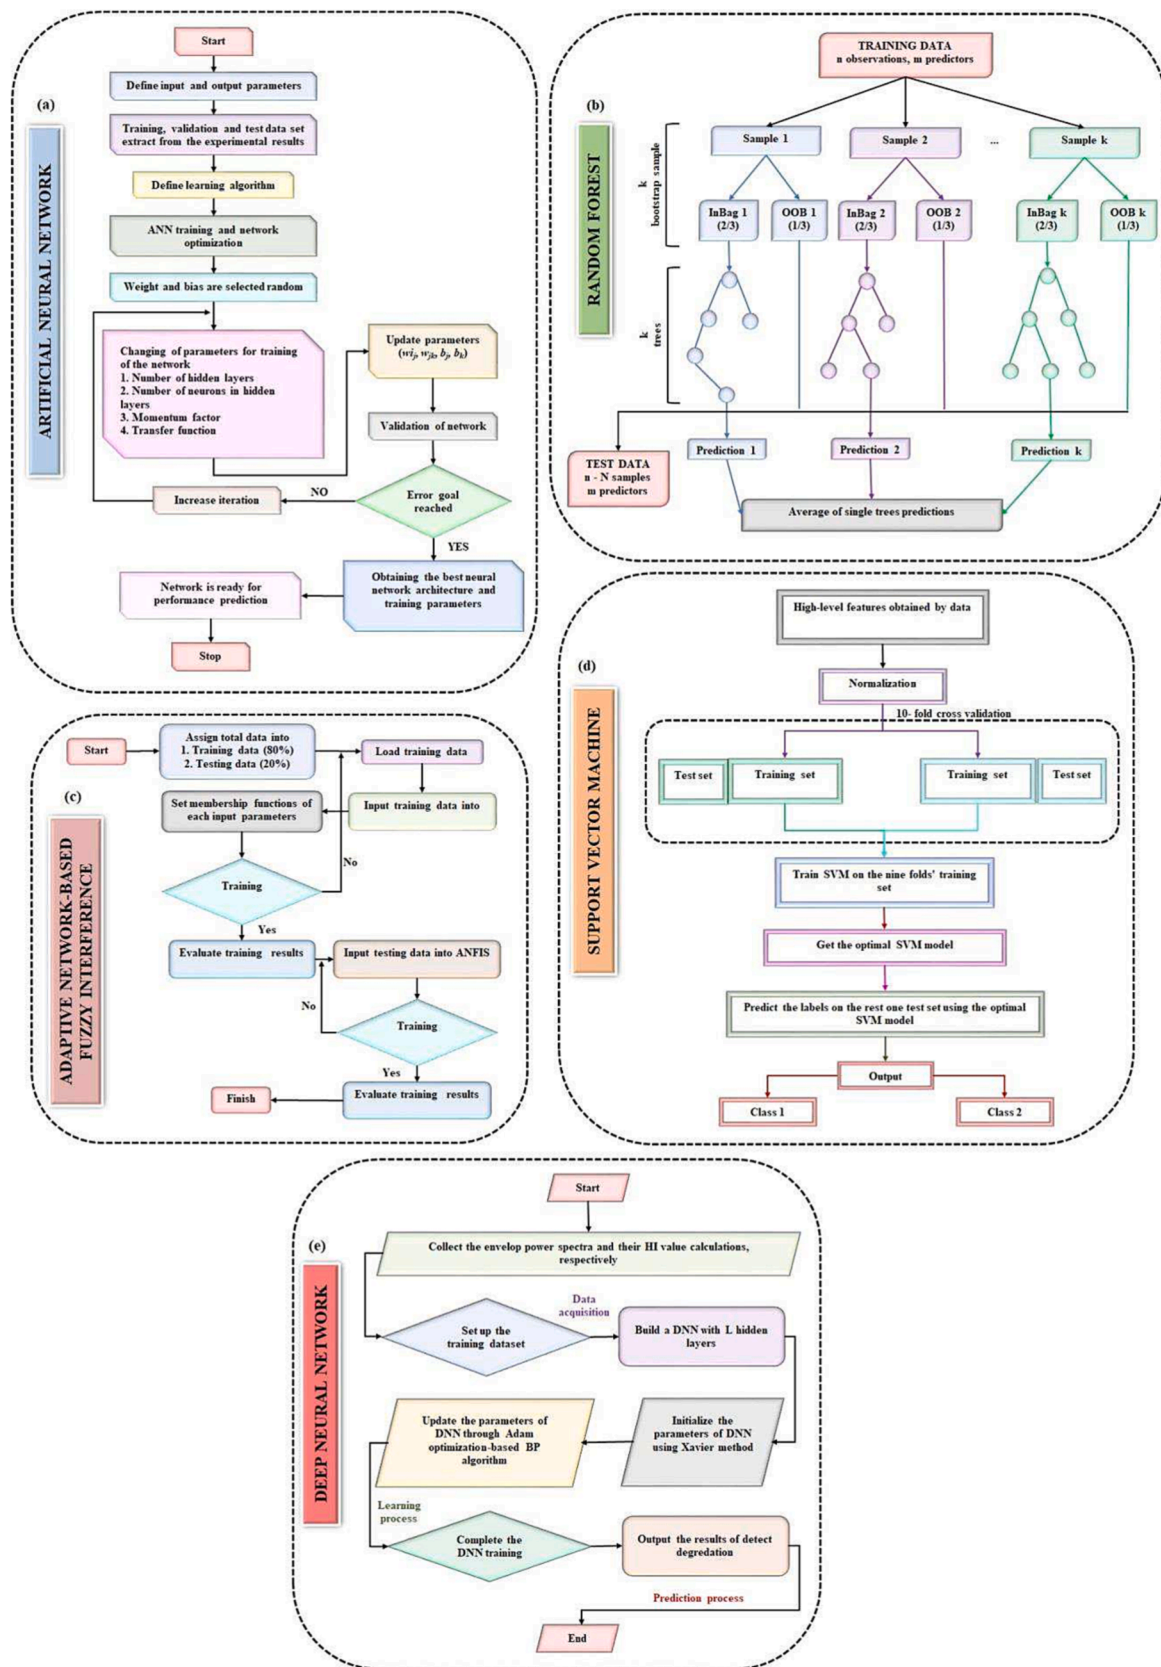 (a)
ARTIFICIAL NEURAL NETWORK
Start
Define input and output parameters
Training, validation and test data set
extract from the experimental results
Define learning algorithm
ANN training and network
optimization
Weight and bias are selected random
Changing of parameters for training
of the network
1. Number of hidden layers
2. Number of neurons in hidden
layers
3. Momentum factor
4. Transfer function
Update parameters
(wij, wjk, bj, bk)
Validation of network
Error goal
reached
NO
Increase iteration
YES
Obtaining the best neural
network architecture and
training parameters
Network is ready for
performance prediction
Stop
(b)
RANDOM FOREST
TRAINING DATA
n observations, m predictors
k
bootstrap sample
Sample 1
Sample 2
...
Sample k
InBag 1
(2/3)
OOB 1
(1/3)
InBag 2
(2/3)
OOB 2
(1/3)
InBag k
(2/3)
OOB k
(1/3)
k
trees
TEST DATA
n - N samples
m predictors
Prediction 1
Prediction 2
Prediction k
Average of single trees predictions
(c)
ADAPTIVE NETWORK-BASED
FUZZY INTERFERENCE
Start
Assign total data into
1. Training data (80%)
2. Testing data (20%)
Load training data
Input training data into
Set membership functions of
each input parameters
Training
No
Yes
Evaluate training results
Input testing data into ANFIS
No
Training
Yes
Evaluate training results
Finish
(d)
SUPPORT VECTOR MACHINE
High-level features obtained by data
Normalization
10- fold cross validation
Test set
Training set
Training set
Test set
Train SVM on the nine folds' training
set
Get the optimal SVM model
Predict the labels on the rest one test set using the optimal
SVM model
Output
Class 1
Class 2
(e)
DEEP NEURAL NETWORK
Start
Collect the envelop power spectra and their HI value calculations,
respectively
Set up the
training dataset
Data
acquisition
Build a DNN with L hidden
layers
Initialize the
parameters of DNN
using Xavier method
Update the parameters of
DNN through Adam
optimization-based BP
algorithm
Learning
process
Complete the
DNN training
Output the results of detect
degredation
Prediction process
End